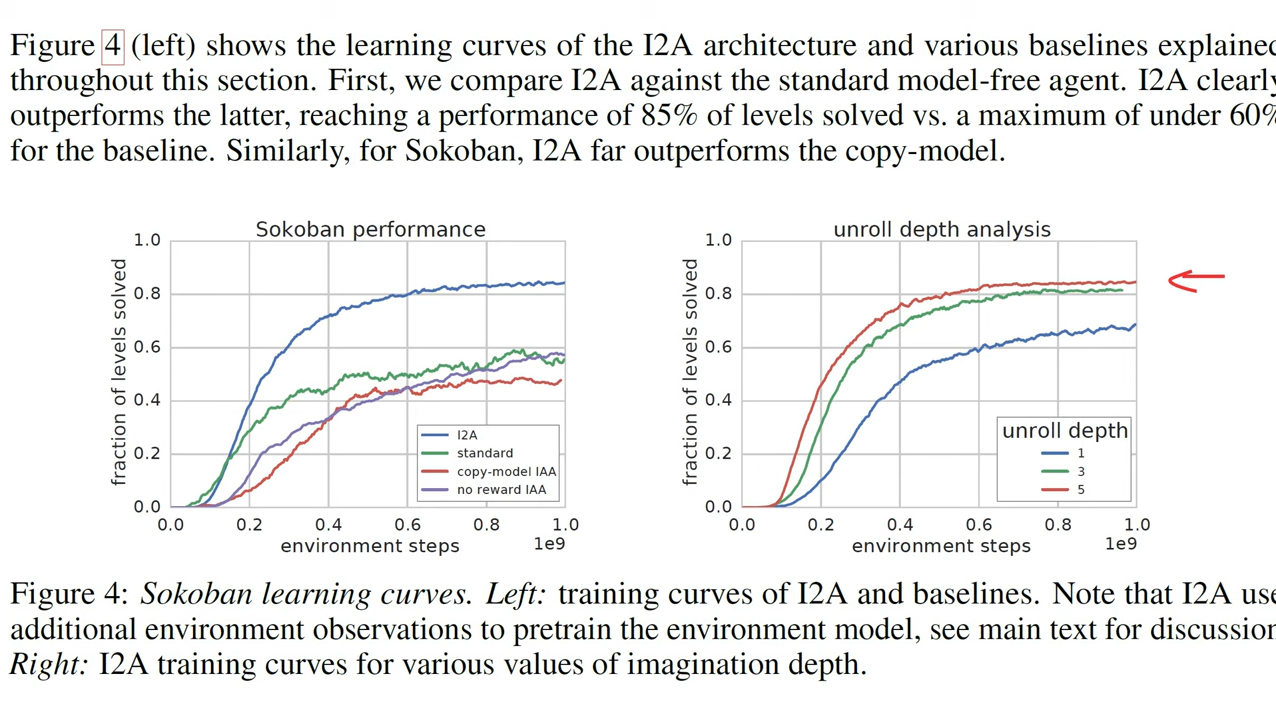 Figure 4 (left) shows the learning curves of the I2A architecture and various baselines explained
throughout this section. First, we compare I2A against the standard model-free agent. I2A clearly
outperforms the latter, reaching a performance of 85% of levels solved vs. a maximum of under 60%
for the baseline. Similarly, for Sokoban, I2A far outperforms the copy-model.
Sokoban performance
fraction of levels solved
1.0
0.8
0.6
0.4
0.2
0.0
I2A
standard
copy-model IAA
no reward IAA
0.0 0.2 0.4 0.6 0.8 1.0
environment steps
1e9
unroll depth analysis
fraction of levels solved
1.0
0.8
0.6
0.4
0.2
0.0
unroll depth
1
3
5
0.0 0.2 0.4 0.6 0.8 1.0
environment steps
1e9
Figure 4: Sokoban learning curves. Left: training curves of I2A and baselines. Note that I2A use
additional environment observations to pretrain the environment model, see main text for discussion
Right: I2A training curves for various values of imagination depth.